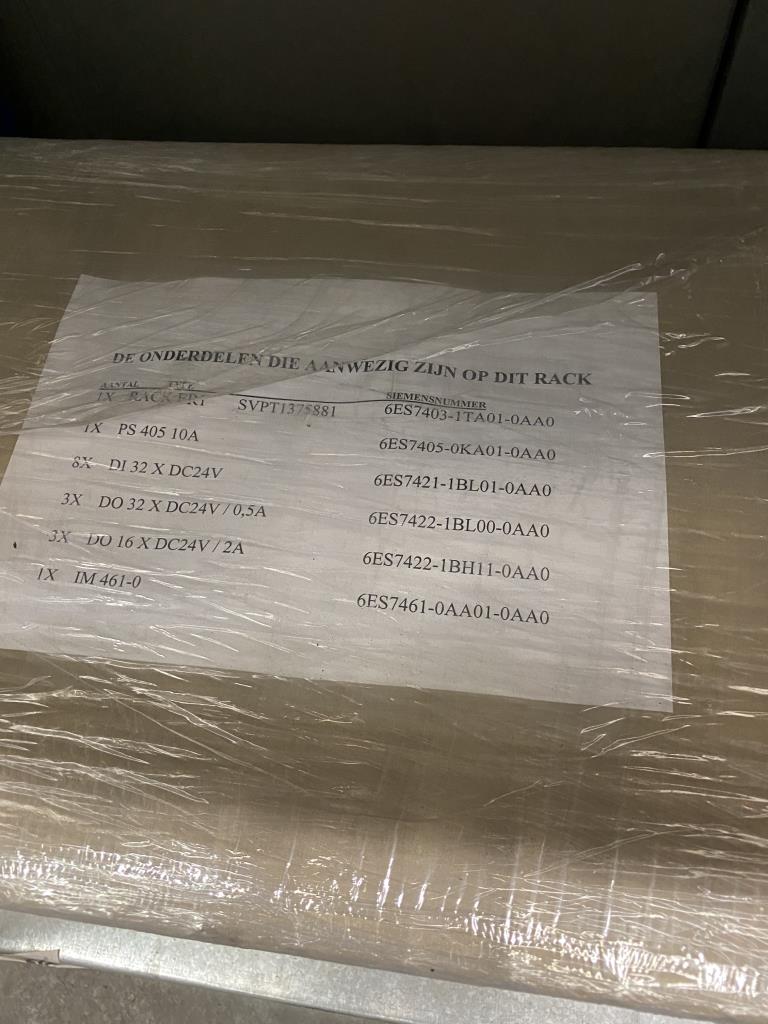 DE ONDERDELEN DIE AANWEZIG ZIJN OP DIT RACK
AANTAL TYPE SIEMENSNUMMER
1X RACK ER1 SVPT1375881 6ES7403-1TA01-0AA0
1X PS 405 10A 6ES7405-0KA01-0AA0
8X DI 32 X DC24V 6ES7421-1BL01-0AA0
3X DO 32 X DC24V / 0,5A 6ES7422-1BL00-0AA0
3X DO 16 X DC24V / 2A 6ES7422-1BH11-0AA0
1X IM 461-0 6ES7461-0AA01-0AA0